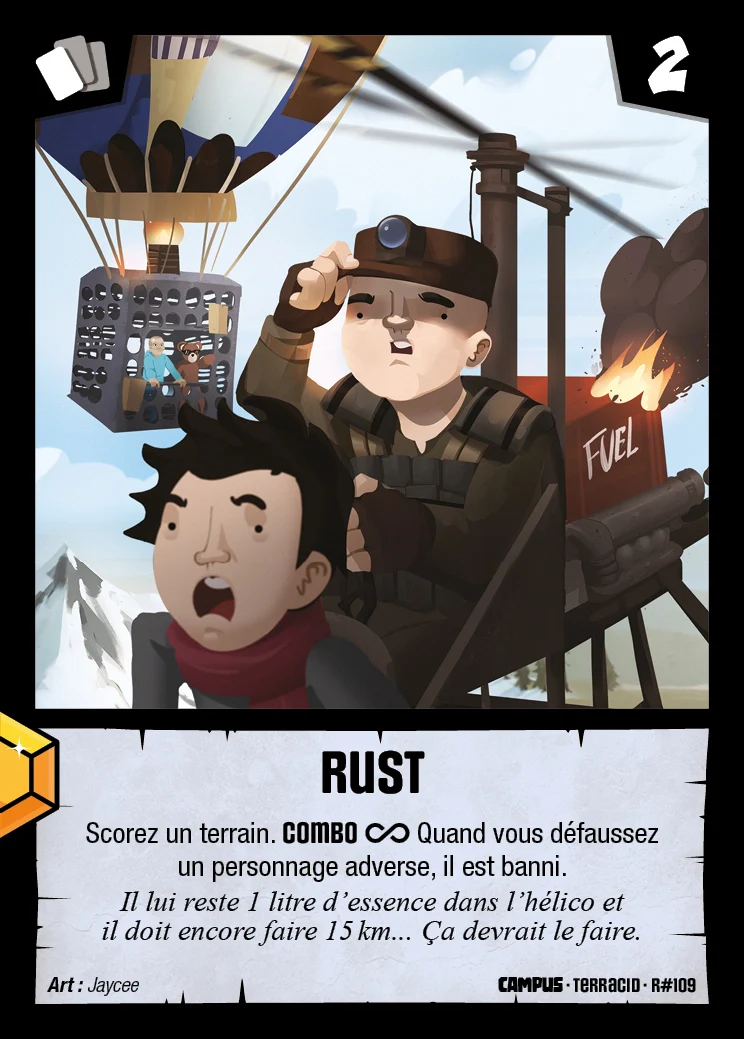 2
FUEL
RUST
Scorez un terrain. COMBO ∞ Quand vous défaussez
un personnage adverse, il est banni.
Il lui reste 1 litre d’essence dans l’hélico et
il doit encore faire 15 km... Ça devrait le faire.
Art : Jaycee
CAMPUS · TERRACID · R#109